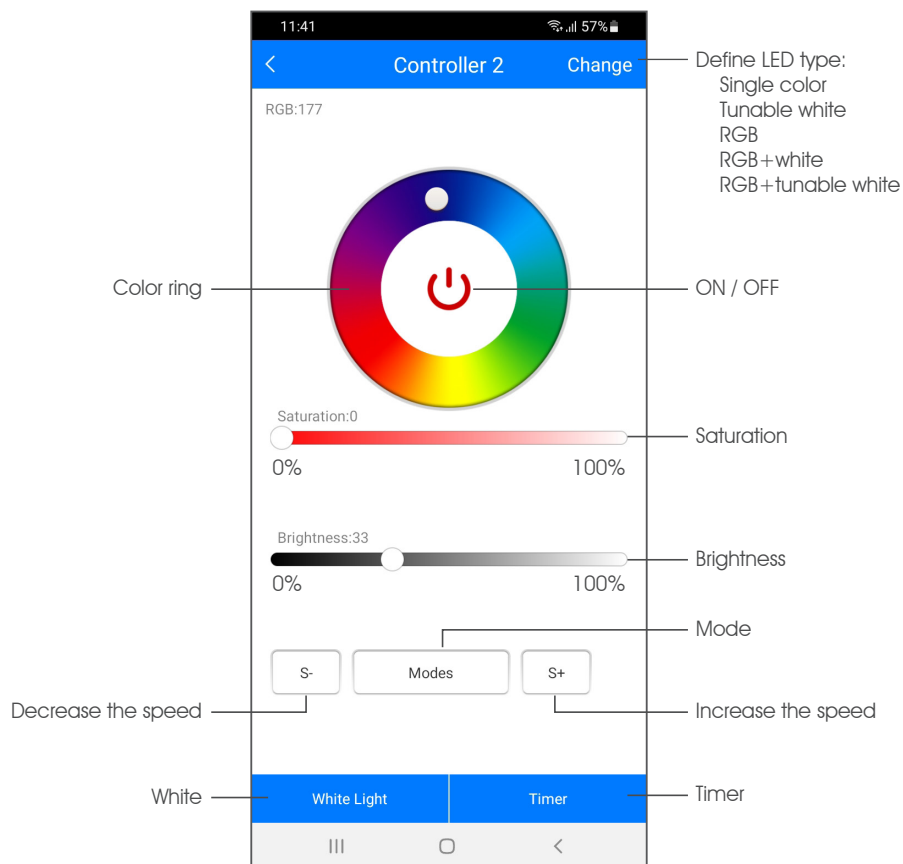 11:41
57%
Controller 2
Change
Define LED type:
Single color
Tunable white
RGB
RGB+white
RGB+tunable white
RGB:177
Color ring
ON / OFF
Saturation:0
Saturation
0%
100%
Brightness:33
Brightness
0%
100%
Mode
S-
Modes
S+
Decrease the speed
Increase the speed
White
White Light
Timer
Timer